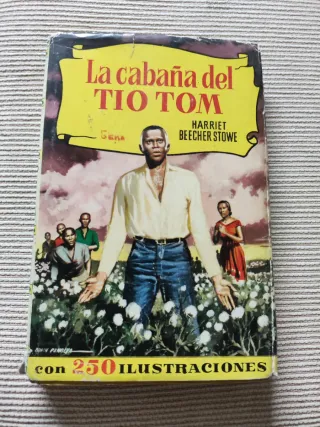 La cabaña del
TIO TOM
HARRIET
BEECHER STOWE
con 250 ILUSTRACIONES